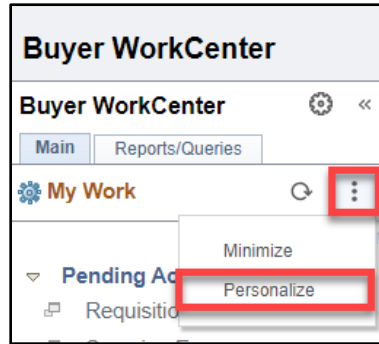 Buyer WorkCenter
Buyer WorkCenter
Main Reports/Queries
My Work
Minimize
Pending Ac
Personalize
Requisitio